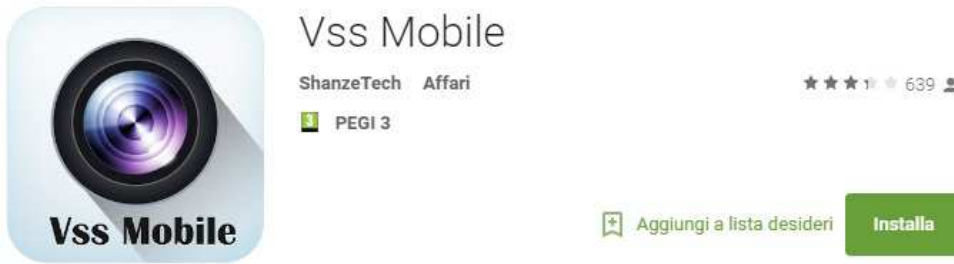 Vss Mobile
ShanzeTech Affari
639
3 PEGI 3
Vss Mobile
Aggiungi a lista desideri
Installa